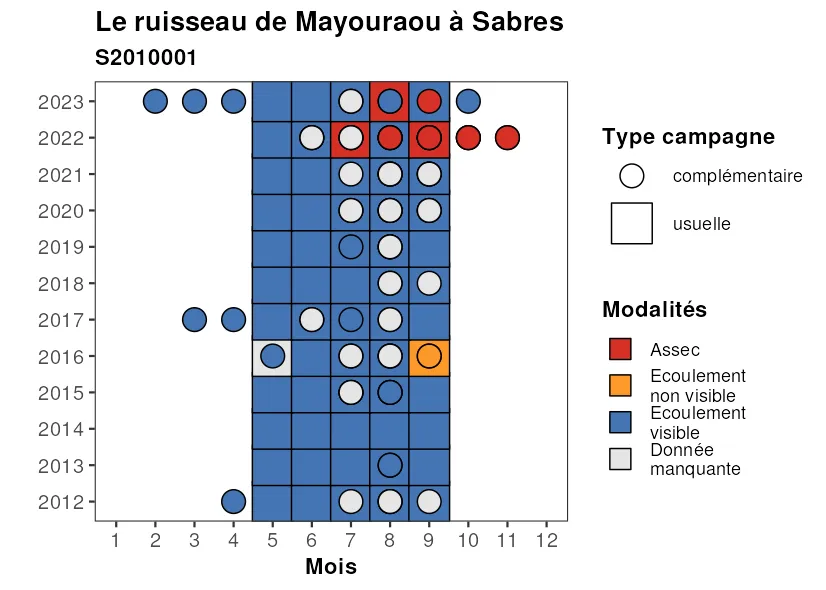 Le ruisseau de Mayouraou à Sabres
S2010001
2023
2022
2021
2020
2019
2018
2017
2016
2015
2014
2013
2012
1 2 3 4 5 6 7 8 9 10 11 12
Mois
Type campagne
complémentaire
usuelle
Modalités
Assec
Ecoulement
non visible
Ecoulement
visible
Donnée
manquante